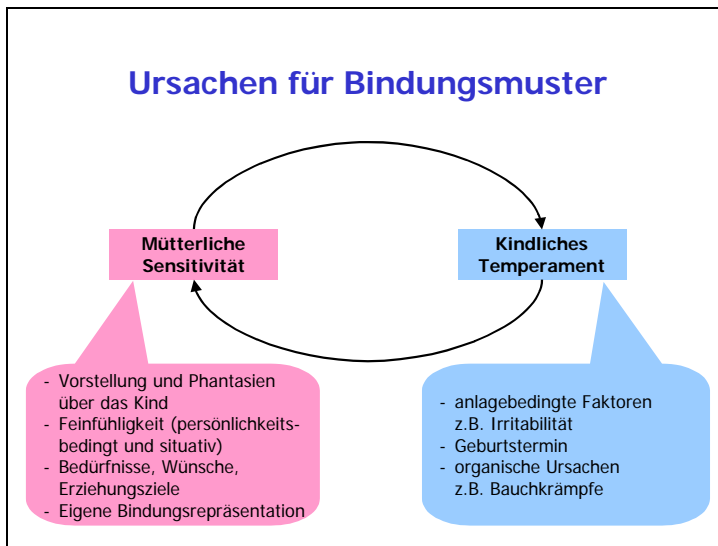 Ursachen für Bindungsmuster
Mütterliche
Sensitivität
Kindliches
Temperament
- Vorstellung und Phantasien
über das Kind
- Feinfühligkeit (persönlichkeits-
bedingt und situativ)
- Bedürfnisse, Wünsche,
Erziehungsziele
- Eigene Bindungsrepräsentation
- anlagebedingte Faktoren
z.B. Irritabilität
- Geburtstermin
- organische Ursachen
z.B. Bauchkrämpfe